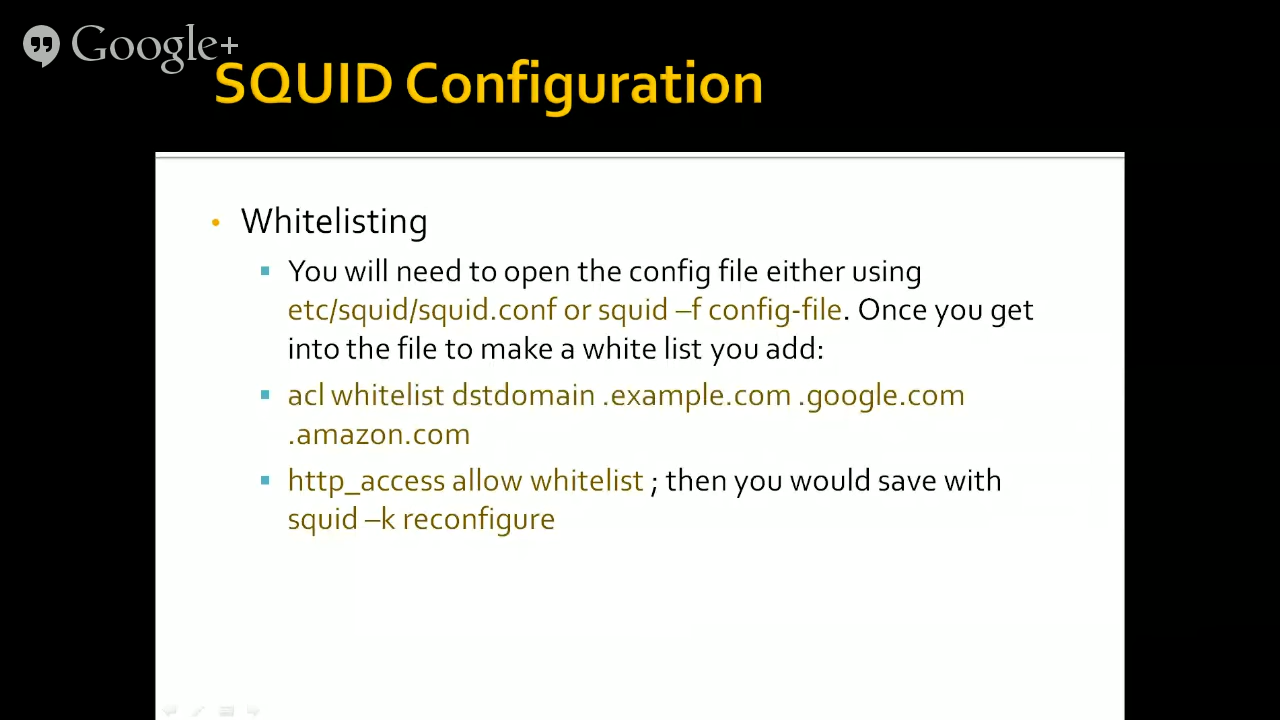 Google+
SQUID Configuration
• Whitelisting
▪ You will need to open the config file either using
etc/squid/squid.conf or squid –f config-file. Once you get
into the file to make a white list you add:
▪ acl whitelist dstdomain .example.com .google.com
.amazon.com
▪ http_access allow whitelist ; then you would save with
squid –k reconfigure